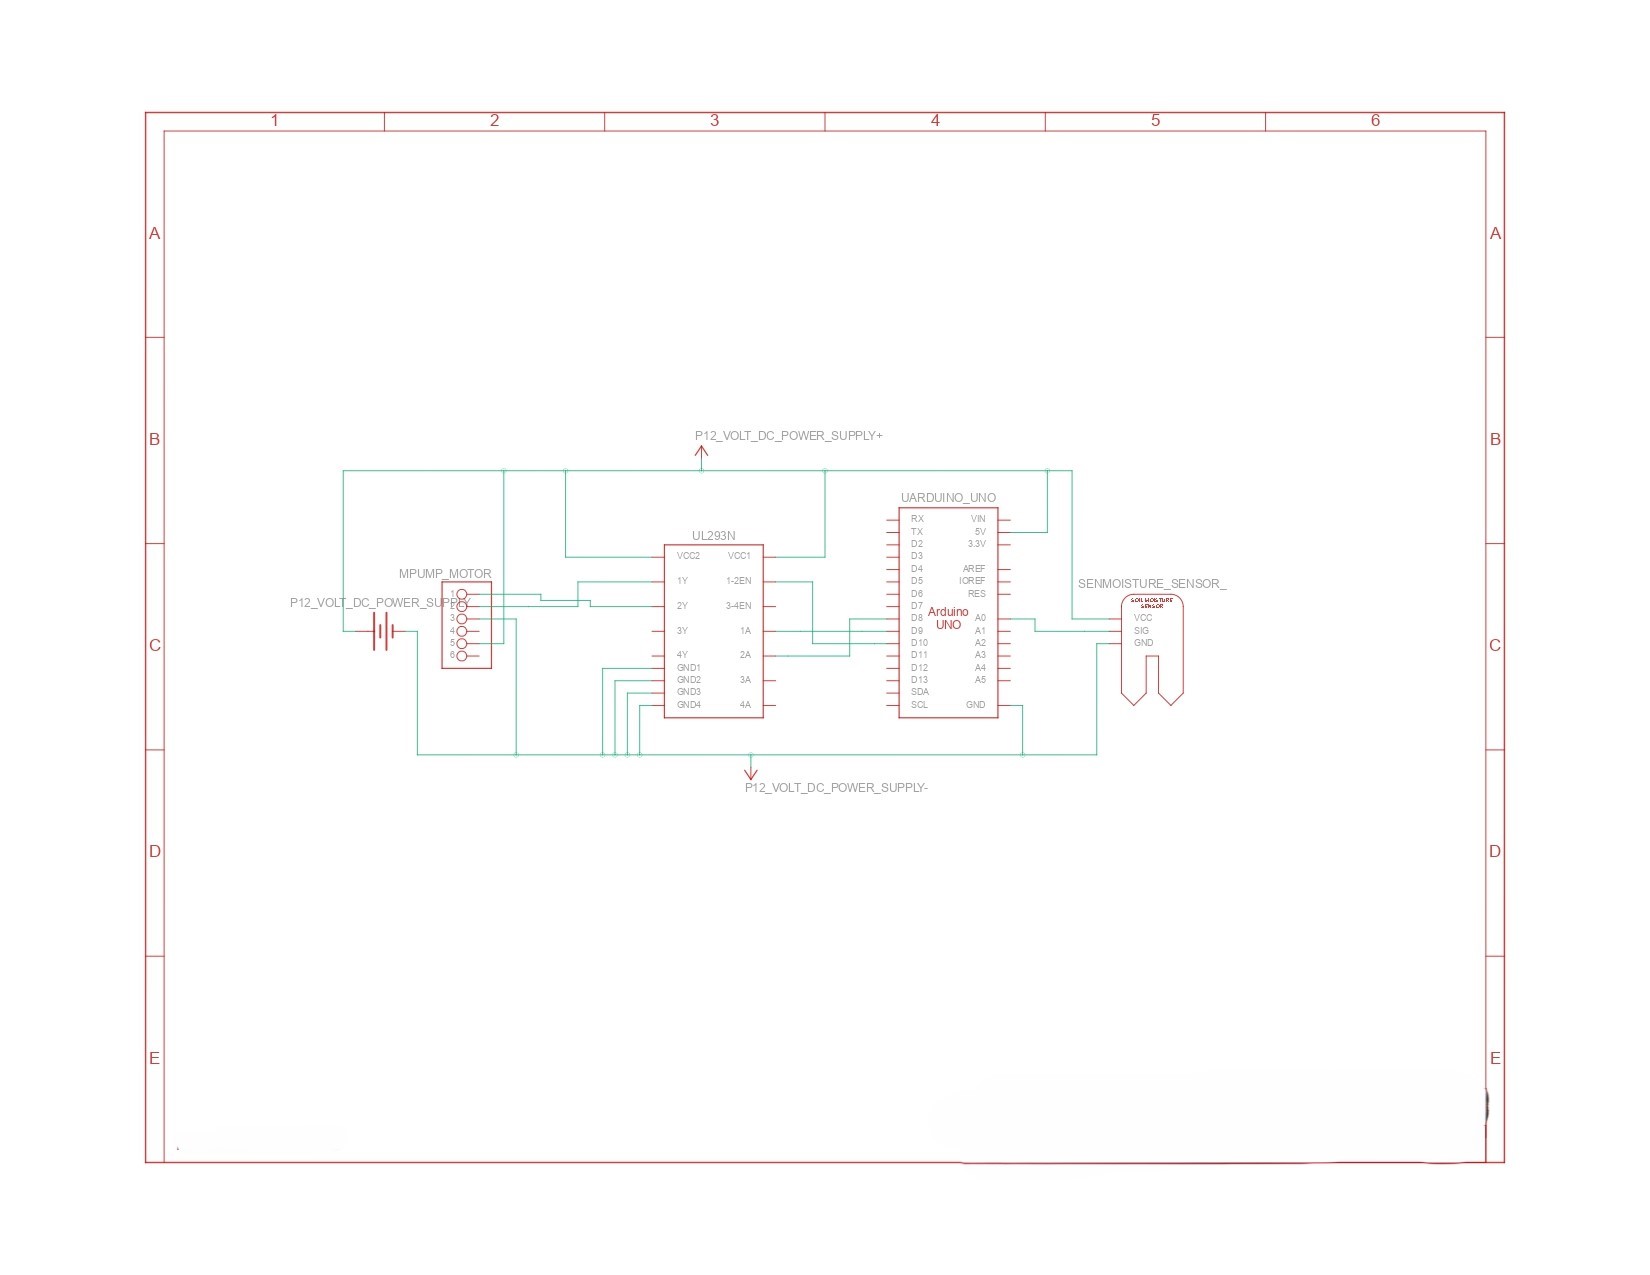 1 2 3 4 5 6
A A
B B
P12_VOLT_DC_POWER_SUPPLY+
UARDUINO_UNO
RX VIN
TX 5V
D2 3.3V
D3
D4 AREF
D5 IOREF
D6 RES
D7
Arduino
UNO
D8 A0
D9 A1
D10 A2
D11 A3
D12 A4
D13 A5
SDA
SCL GND
UL293N
VCC2 VCC1
1Y 1-2EN
2Y 3-4EN
3Y 1A
4Y 2A
GND1
GND2 3A
GND3
GND4 4A
MPUMP_MOTOR
1
2
3
4
5
6
P12_VOLT_DC_POWER_SUPPLY
SENMOISTURE_SENSOR_
SOIL MOISTURE
SENSOR
VCC
SIG
GND
C C
P12_VOLT_DC_POWER_SUPPLY-
D D
E E